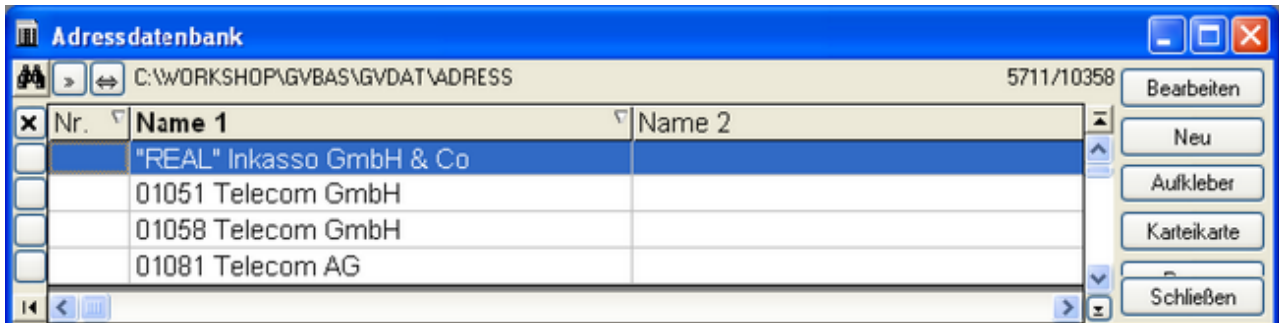 Adressdatenbank
C:\WORKSHOP\GVBAS\GVDAT\ADRESS 5711/10358
Bearbeiten
Nr. Name 1 Name 2
Neu
"REAL" Inkasso GmbH & Co
01051 Telecom GmbH
Aufkleber
01058 Telecom GmbH
Karteikarte
01081 Telecom AG
Schließen